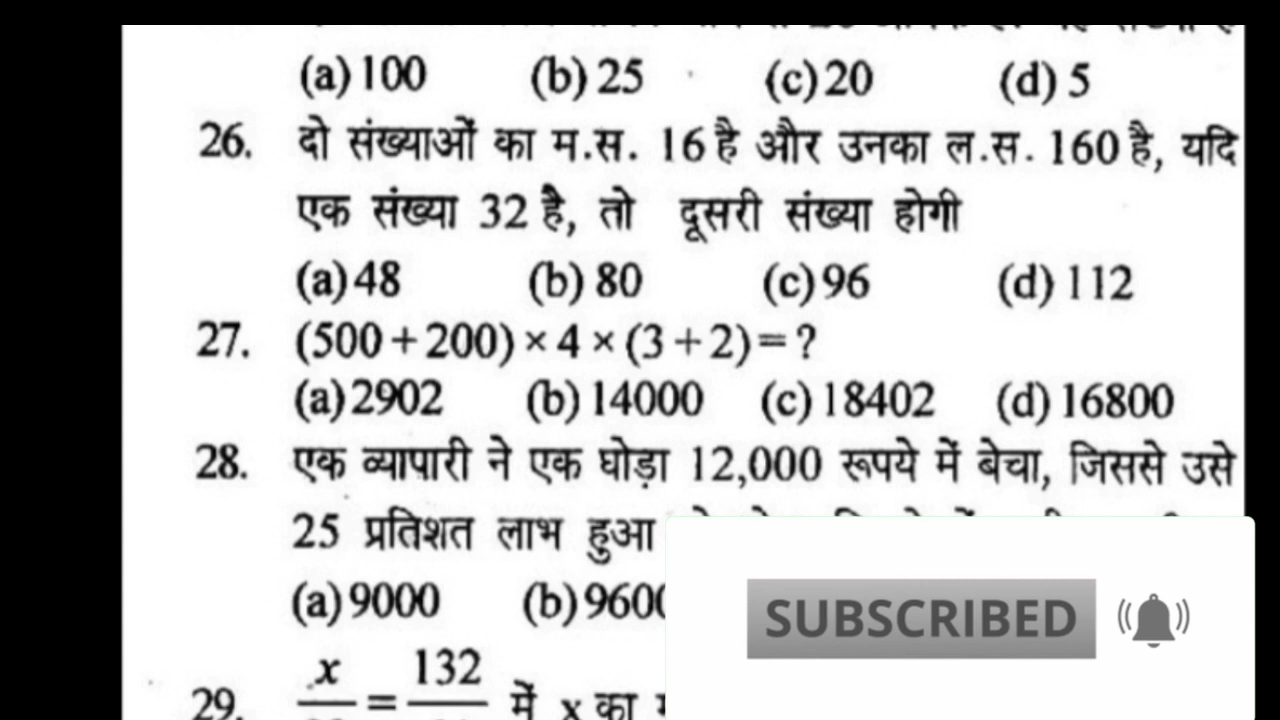 (a) 100 (b) 25 (c) 20 (d) 5
26. दो संख्याओं का म.स. 16 है और उनका ल.स. 160 है, यदि
एक संख्या 32 है, तो दूसरी संख्या होगी
(a) 48 (b) 80 (c) 96 (d) 112
27. (500 + 200) × 4 × (3 + 2) = ?
(a) 2902 (b) 14000 (c) 18402 (d) 16800
28. एक व्यापारी ने एक घोड़ा 12,000 रूपये में बेचा, जिससे उसे
25 प्रतिशत लाभ हुआ
(a) 9000 (b) 960
SUBSCRIBED
x = 132
29. में x का